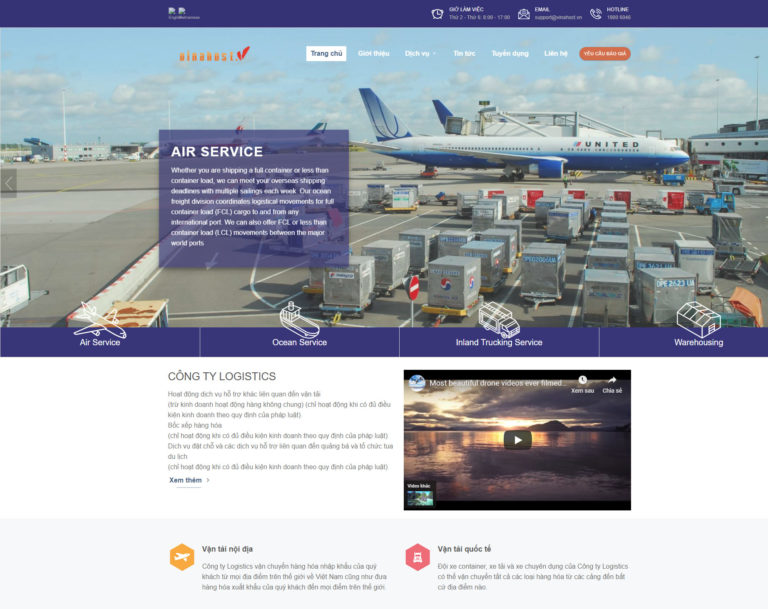 GIỜ LÀM VIỆC
Thứ 2 - Thứ 6: 8:00 - 17:00
EMAIL
support@vinahost.vn
HOTLINE
1900 6046
vinahost
Trang chủ
Giới thiệu
Dịch vụ
Tin tức
Tuyển dụng
Liên hệ
YÊU CẦU BÁO GIÁ
UNITED
AIR SERVICE
Whether you are shipping a full container or less than
container load, we can meet your overseas shipping
deadlines with multiple sailings each week. Our ocean
freight division coordinates logistical movements for full
container load (FCL) cargo to and from any
international port. We can also offer FCL or less than
container load (LCL) movements between the major
world ports
Air Service
Ocean Service
Inland Trucking Service
Warehousing
CÔNG TY LOGISTICS
Hoạt động dịch vụ hỗ trợ khác liên quan đến vận tải
(trừ kinh doanh hoạt động hàng không chung) (chỉ hoạt động khi có đủ điều
kiện kinh doanh theo quy định của pháp luật).
Bốc xếp hàng hóa
(chỉ hoạt động khi có đủ điều kiện kinh doanh theo quy định của pháp luật).
Dịch vụ đặt chỗ và các dịch vụ hỗ trợ liên quan đến quảng bá và tổ chức tua
du lịch
(chỉ hoạt động khi có đủ điều kiện kinh doanh theo quy định của pháp luật).
Xem thêm
Most beautiful drone videos ever filmed...
Xem sau
Chia sẻ
Video khác
Vận tải nội địa
Công ty Logistics vận chuyển hàng hóa nhập khẩu của quý
khách từ mọi địa điểm trên thế giới về Việt Nam cũng như đưa
hàng hóa xuất khẩu của quý khách đến mọi điểm trên thế giới.
Vận tải quốc tế
Đội xe container, xe tải và xe chuyên dụng của Công ty Logistics
có thể vận chuyển tất cả các loại hàng hóa từ các cảng đến bất
cứ địa điểm nào.